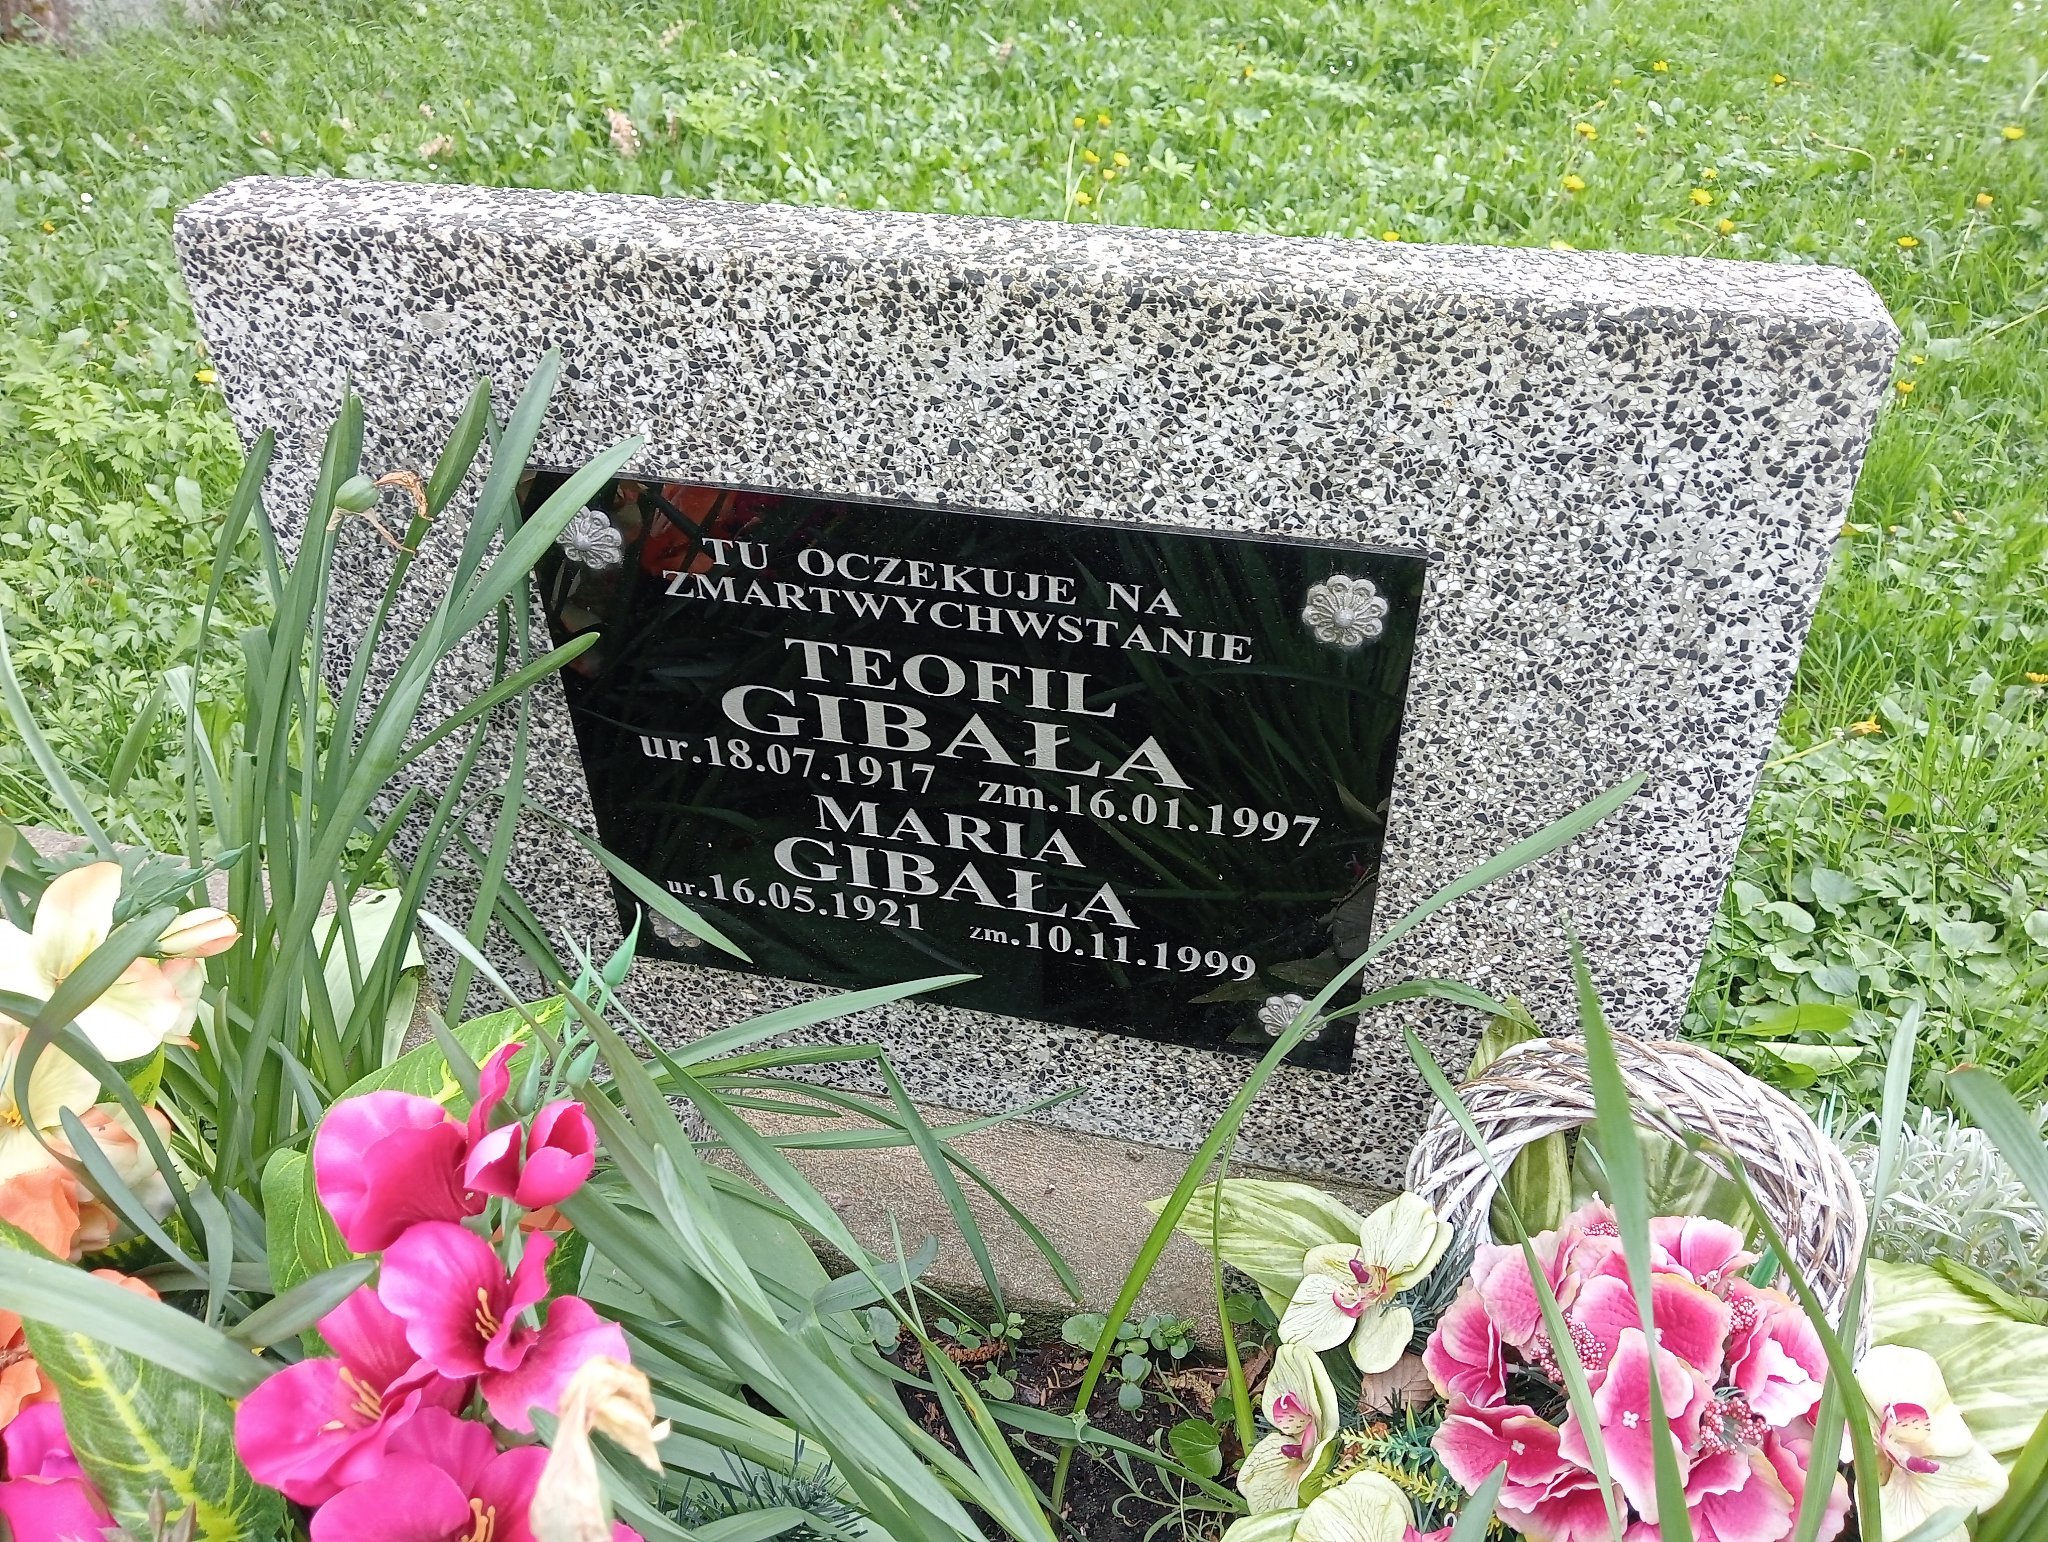 TU OCZEKUJE NA
ZMARTWYCHWSTANIE
TEOFIL
GIBAŁA
ur.18.07.1917 zm.16.01.1997
MARIA
GIBAŁA
ur.16.05.1921 zm.10.11.1999